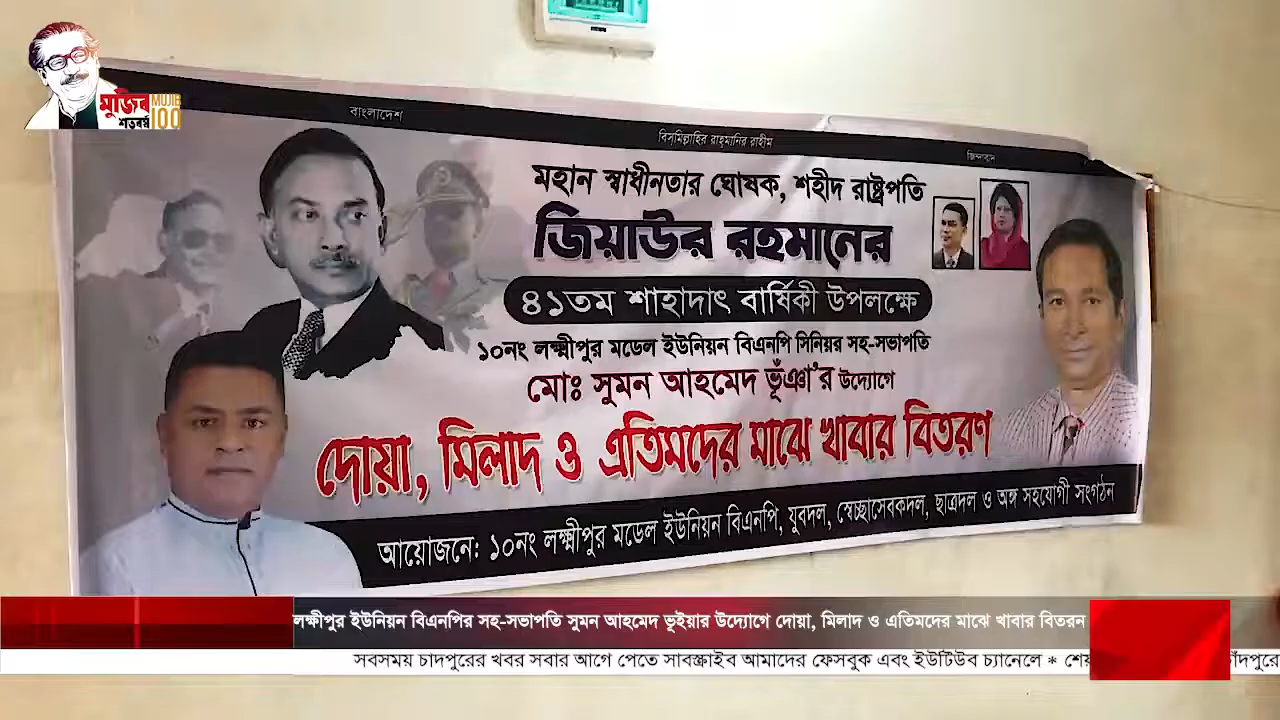 মুজিব MUJIB
শতবর্ষ 100
বাংলাদেশ
বিসমিল্লাহির রাহমানির রাহীম
জিন্দাবাদ
মহান স্বাধীনতার ঘোষক, শহীদ রাষ্ট্রপতি
জিয়াউর রহমানের
৪১তম শাহাদাৎ বার্ষিকী উপলক্ষে
১০নং লক্ষ্মীপুর মডেল ইউনিয়ন বিএনপি সিনিয়র সহ-সভাপতি
মোঃ সুমন আহমেদ ভূঁঞা'র উদ্যোগে
দোয়া, মিলাদ ও এতিমদের মাঝে খাবার বিতরণ
আয়োজনে: ১০নং লক্ষ্মীপুর মডেল ইউনিয়ন বিএনপি, যুবদল, স্বেচ্ছাসেবকদল, ছাত্রদল ও অঙ্গ সহযোগী সংগঠন
লক্ষীপুর ইউনিয়ন বিএনপির সহ-সভাপতি সুমন আহমেদ ভূইয়ার উদ্যোগে দোয়া, মিলাদ ও এতিমদের মাঝে খাবার বিতরন
সবসময় চাদপুরের খবর সবার আগে পেতে সাবস্ক্রাইব আমাদের ফেসবুক এবং ইউটিউব চ্যানেলে * চাঁদপুরে